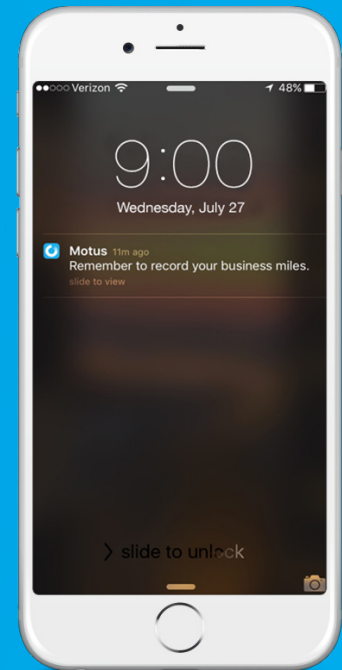 Verizon 48%
9:00
Wednesday, July 27
Motus 11m ago
Remember to record your business miles.
slide to view
> slide to unlock